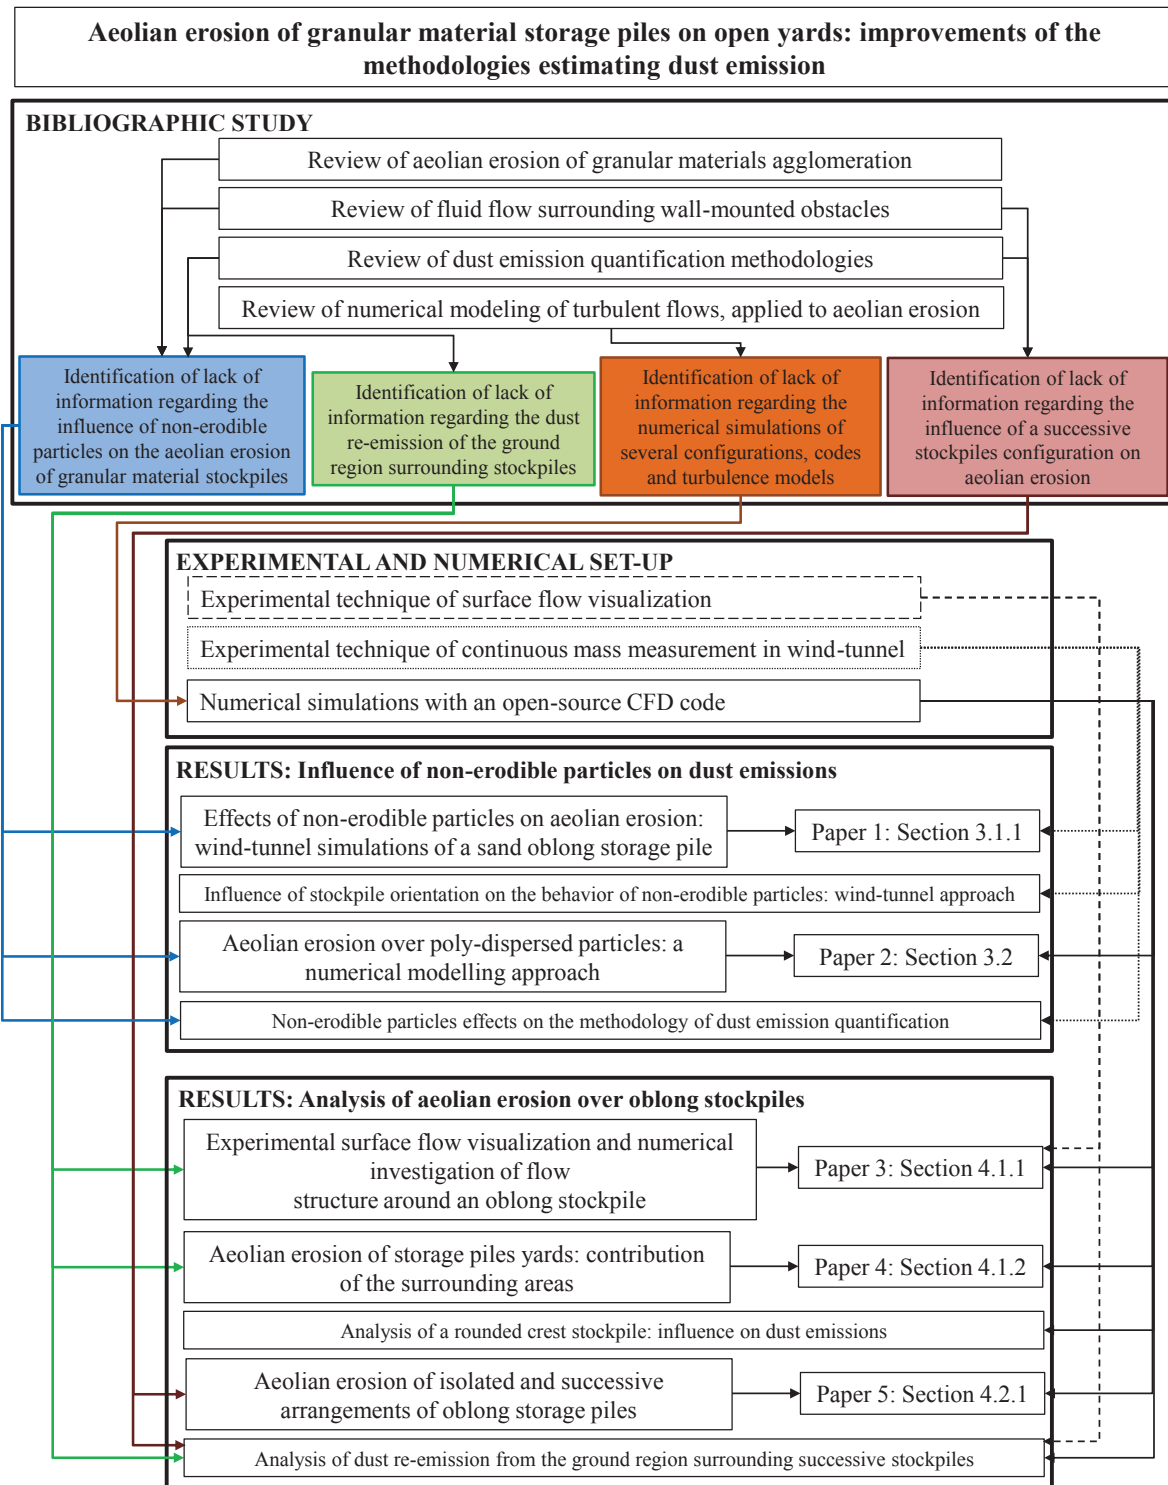 Aeolian erosion of granular material storage piles on open yards: improvements of the
methodologies estimating dust emission
BIBLIOGRAPHIC STUDY
Review of aeolian erosion of granular materials agglomeration
Review of fluid flow surrounding wall-mounted obstacles
Review of dust emission quantification methodologies
Review of numerical modeling of turbulent flows, applied to aeolian erosion
Identification of lack of
information regarding the
influence of non-erodible
particles on the aeolian erosion
of granular material stockpiles
Identification of lack of
information regarding the dust
re-emission of the ground
region surrounding stockpiles
Identification of lack of
information regarding the
numerical simulations of
several configurations, codes
and turbulence models
Identification of lack of
information regarding the
influence of a successive
stockpiles configuration on
aeolian erosion
EXPERIMENTAL AND NUMERICAL SET-UP
Experimental technique of surface flow visualization
Experimental technique of continuous mass measurement in wind-tunnel
Numerical simulations with an open-source CFD code
RESULTS: Influence of non-erodible particles on dust emissions
Effects of non-erodible particles on aeolian erosion:
wind-tunnel simulations of a sand oblong storage pile
Paper 1: Section 3.1.1
Influence of stockpile orientation on the behavior of non-erodible particles: wind-tunnel approach
Aeolian erosion over poly-dispersed particles: a
numerical modelling approach
Paper 2: Section 3.2
Non-erodible particles effects on the methodology of dust emission quantification
RESULTS: Analysis of aeolian erosion over oblong stockpiles
Experimental surface flow visualization and numerical
investigation of flow
structure around an oblong stockpile
Paper 3: Section 4.1.1
Aeolian erosion of storage piles yards: contribution
of the surrounding areas
Paper 4: Section 4.1.2
Analysis of a rounded crest stockpile: influence on dust emissions
Aeolian erosion of isolated and successive
arrangements of oblong storage piles
Paper 5: Section 4.2.1
Analysis of dust re-emission from the ground region surrounding successive stockpiles